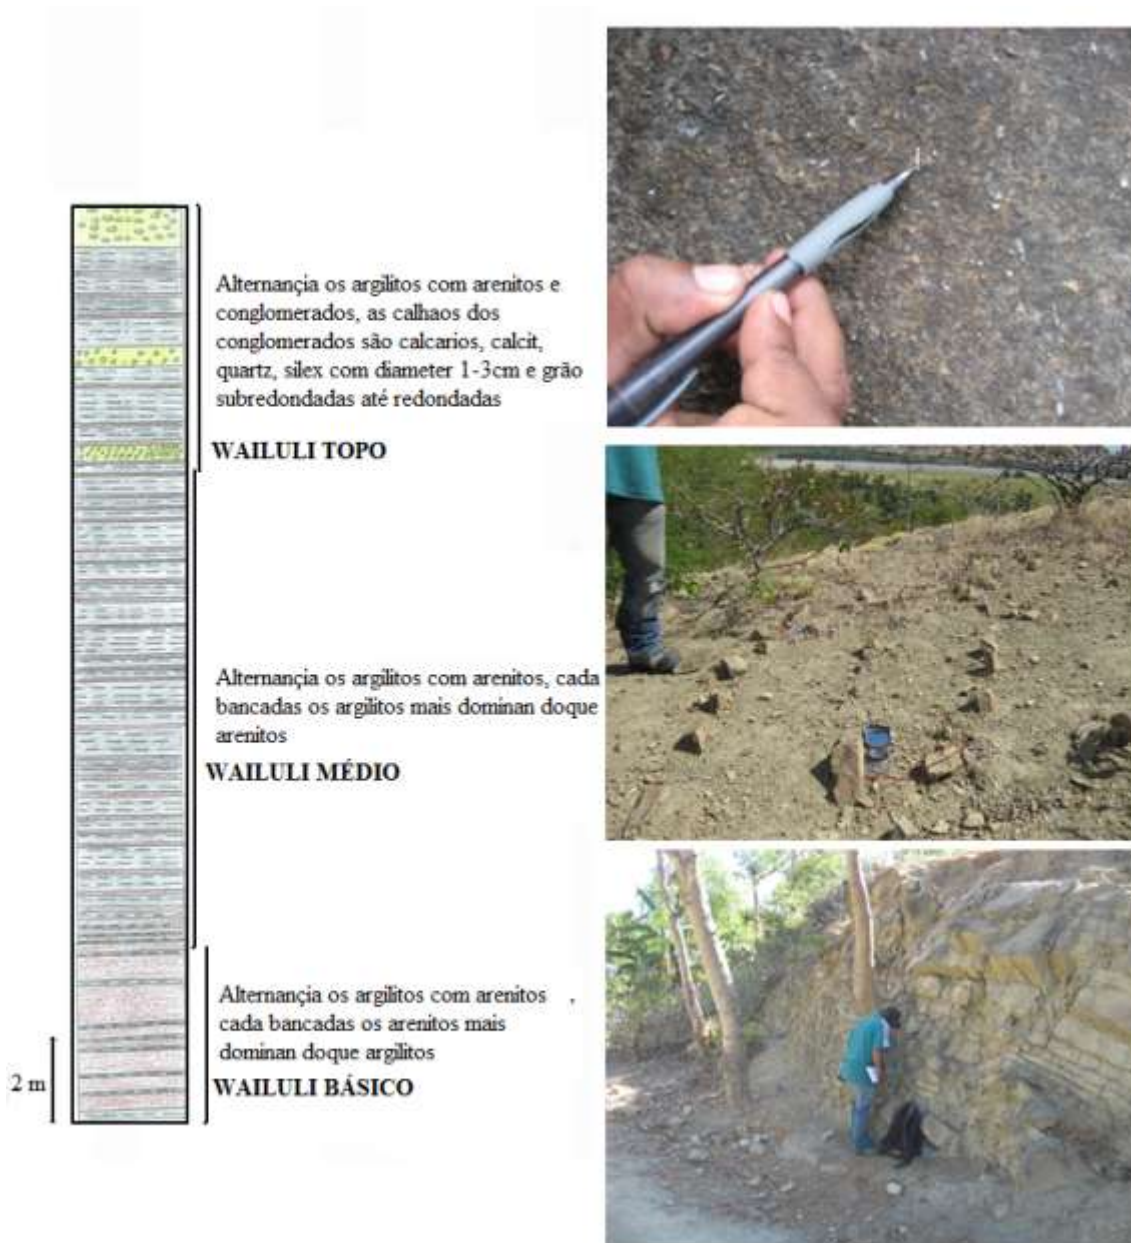 Alternançia os argilitos com arenitos e
conglomerados, as calhaos dos
conglomerados são calcarios, calcit,
quartz, silex com diameter 1-3cm e grão
subredondadas até redondadas
WAILULI TOPO
Alternançia os argilitos com arenitos, cada
bancadas os argilitos mais dominan doque
arenitos
WAILULI MÉDIO
Alternançia os argilitos com arenitos ,
cada bancadas os arenitos mais
dominan doque argilitos
WAILULI BÁSICO
2 m